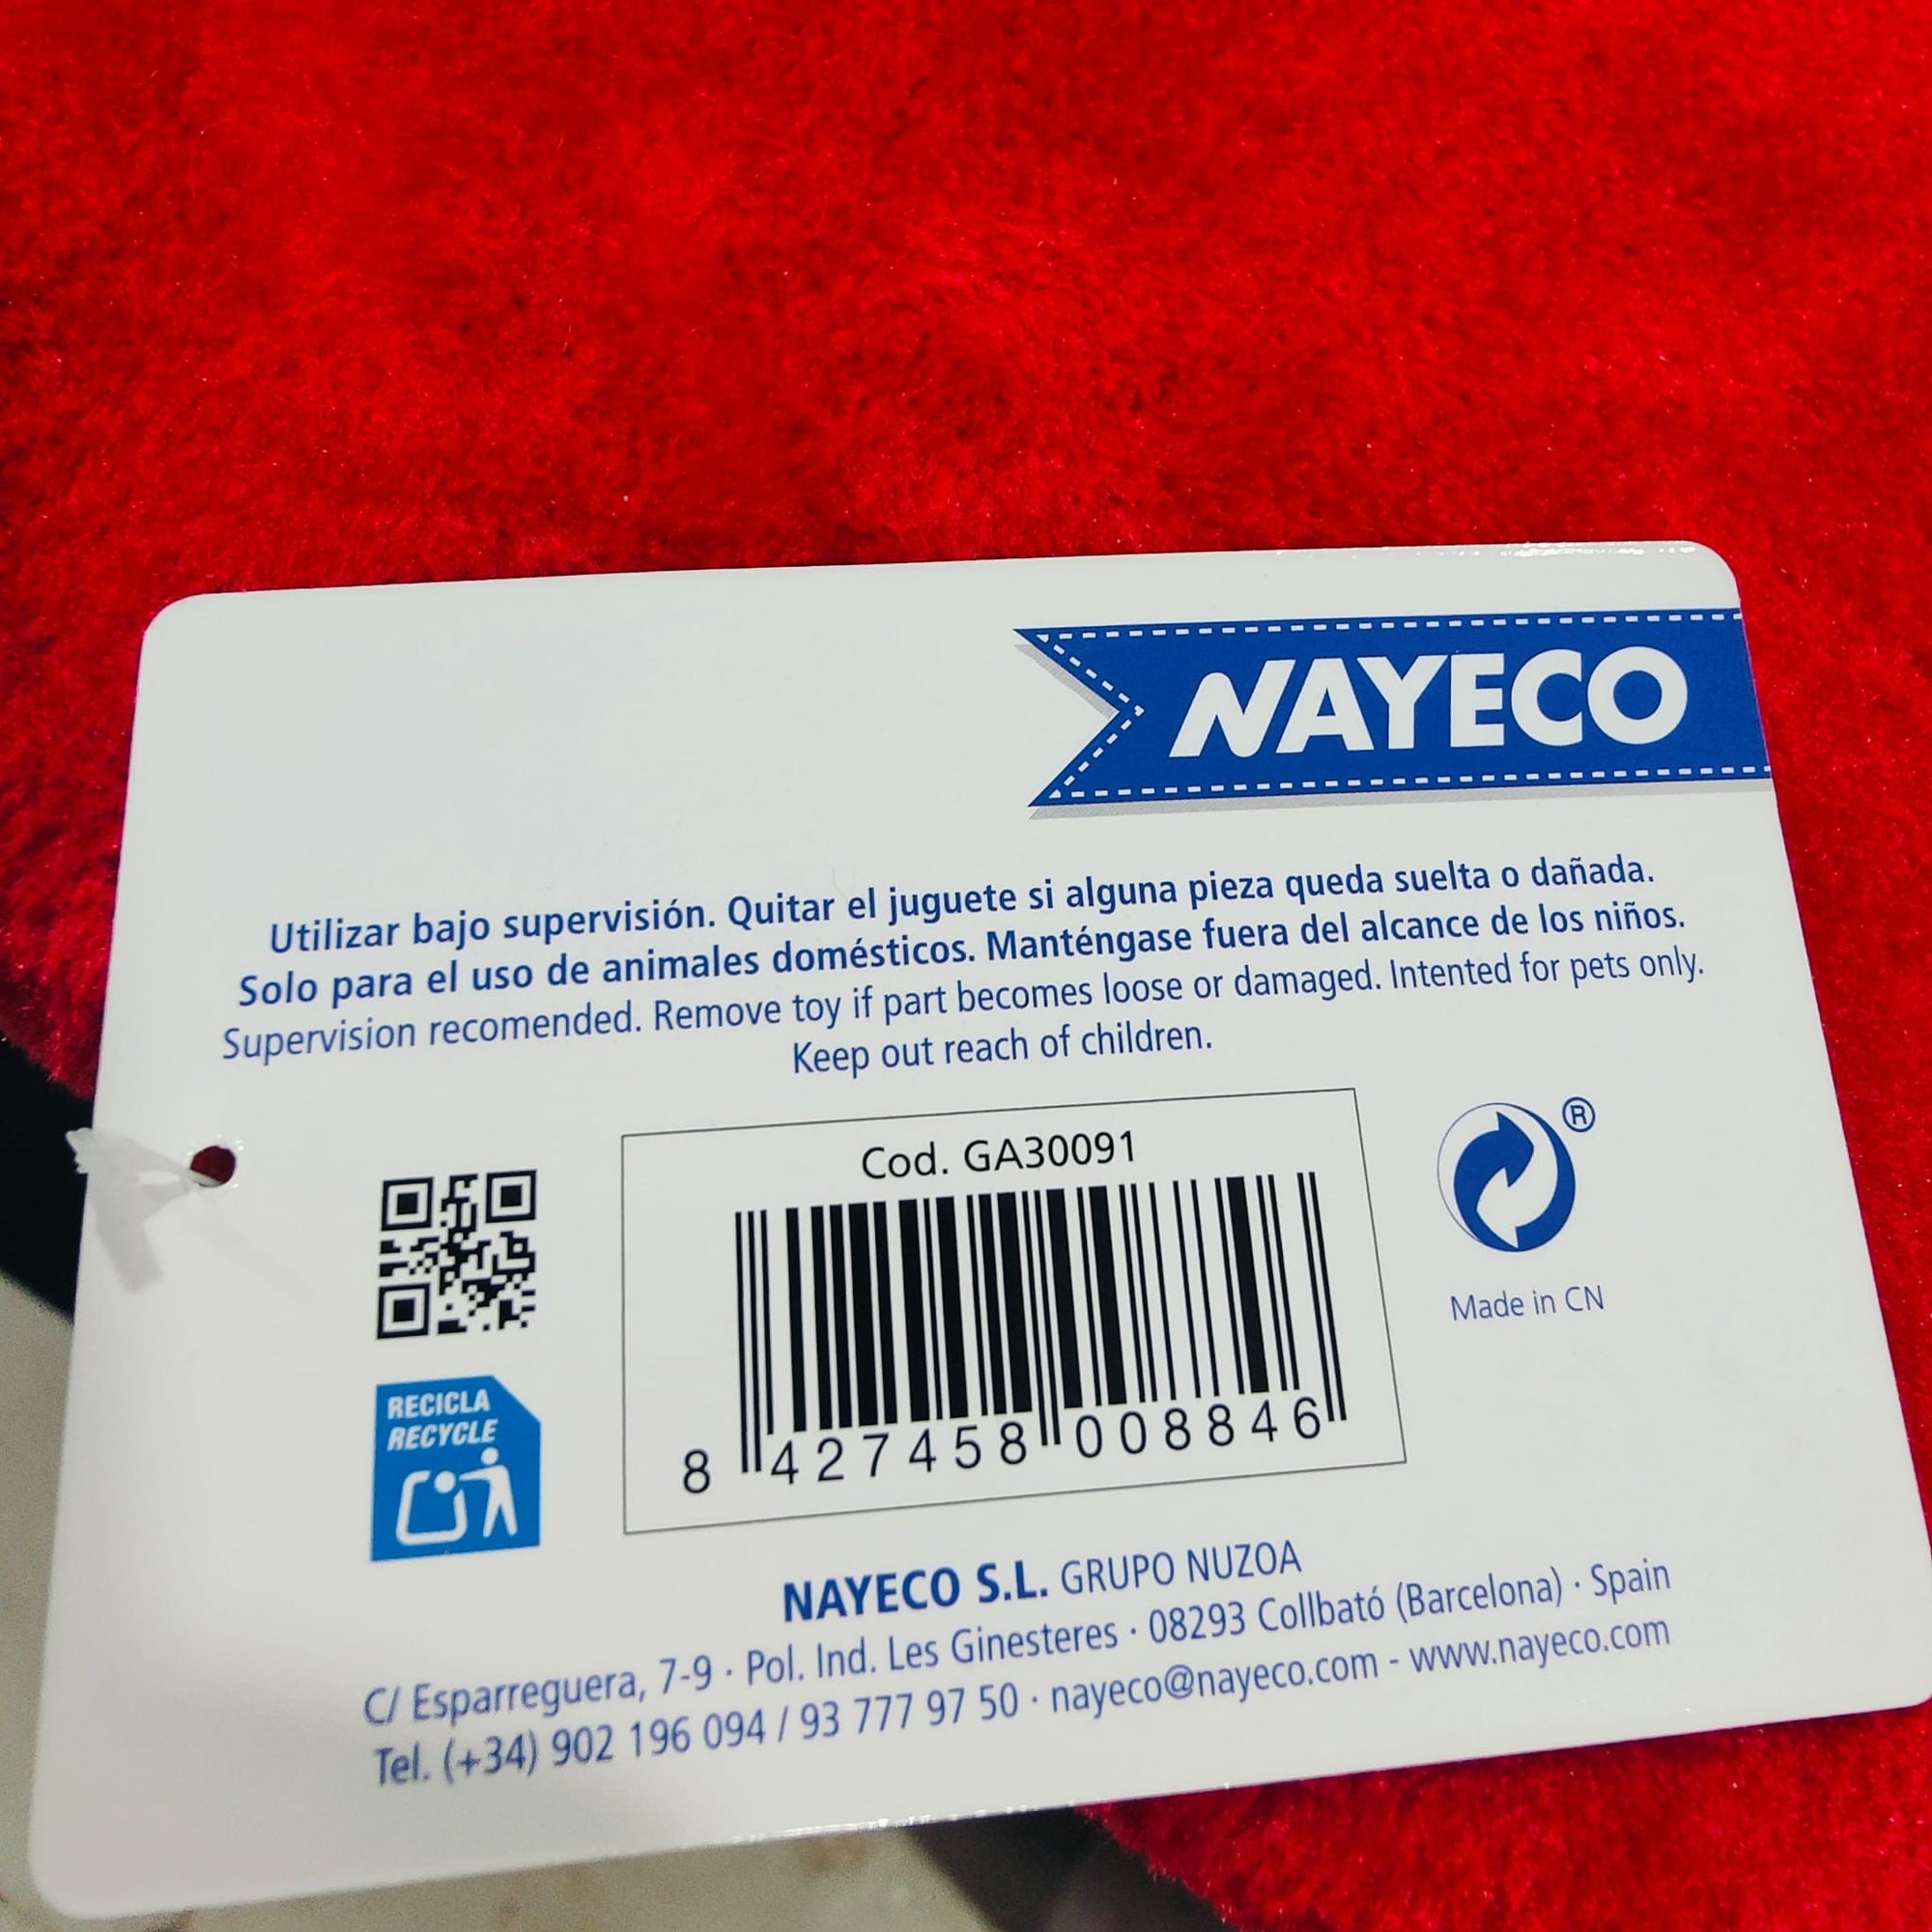 NAYECO
Utilizar bajo supervisión. Quitar el juguete si alguna pieza queda suelta o dañada.
Solo para el uso de animales domésticos. Manténgase fuera del alcance de los niños.
Supervision recomended. Remove toy if part becomes loose or damaged. Intented for pets only.
Keep out reach of children.
Cod. GA30091
®
Made in CN
RECICLA
RECYCLE
8 427458 008846
NAYECO S.L. GRUPO NUZOA
C/ Esparreguera, 7-9 · Pol. Ind. Les Ginesteres · 08293 Collbató (Barcelona) · Spain
Tel. (+34) 902 196 094 / 93 777 97 50 · nayeco@nayeco.com - www.nayeco.com